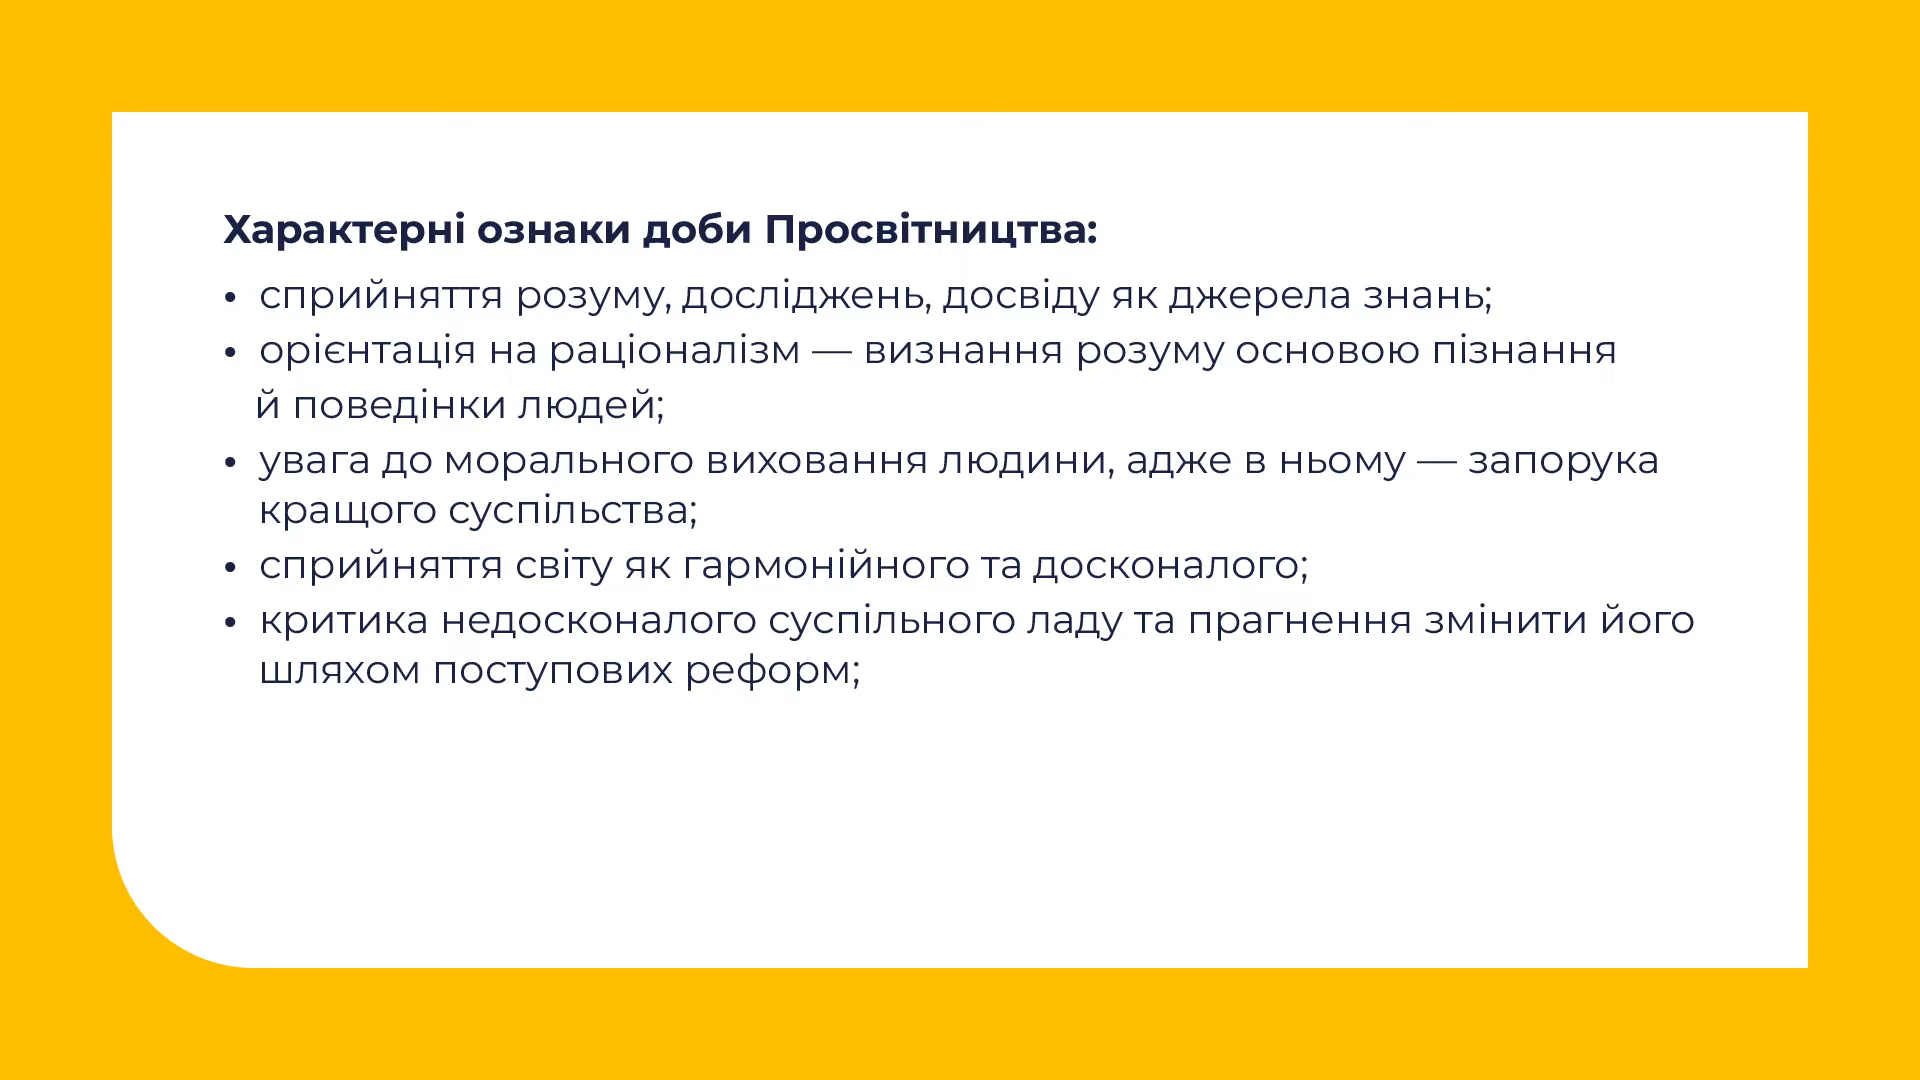 Характерні ознаки доби Просвітництва:
• сприйняття розуму, досліджень, досвіду як джерела знань;
• орієнтація на раціоналізм — визнання розуму основою пізнання
й поведінки людей;
• увага до морального виховання людини, адже в ньому — запорука
кращого суспільства;
• сприйняття світу як гармонійного та досконалого;
• критика недосконалого суспільного ладу та прагнення змінити його
шляхом поступових реформ;